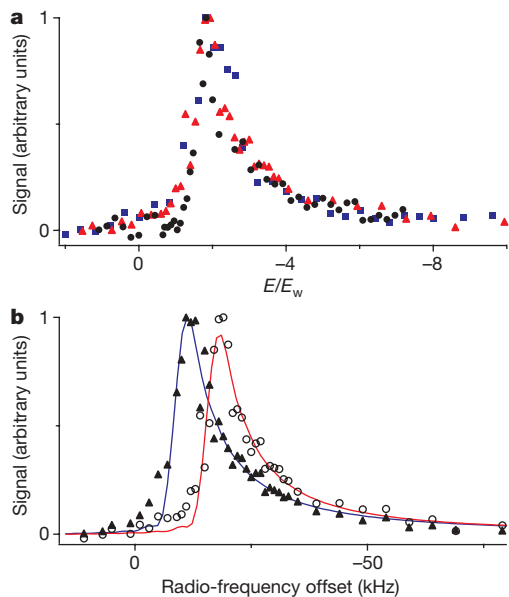 a
Signal (arbitrary units)
1
0
0
−4
−8
E/Ew
b
Signal (arbitrary units)
1
0
0
−50
Radio-frequency offset (kHz)